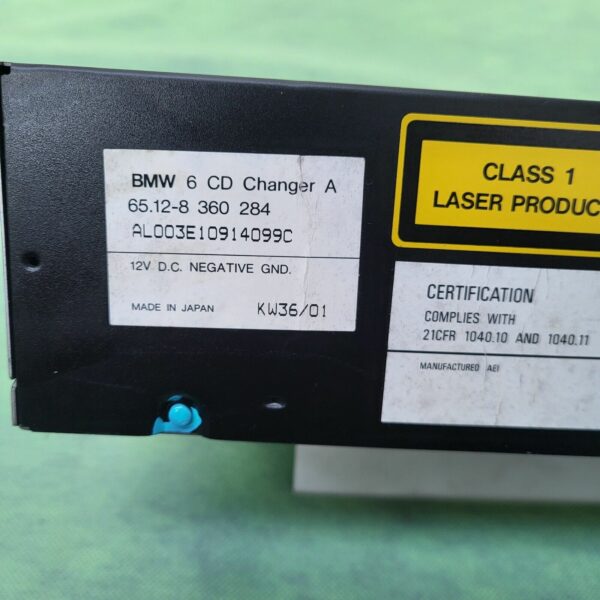 BMW 6 CD Changer A
65.12-8 360 284
AL003E10914099C
12V D.C. NEGATIVE GND.
MADE IN JAPAN KW36/01
CLASS 1
LASER PRODUC
CERTIFICATION
COMPLIES WITH
21CFR 1040.10 AND 1040.11
MANUFACTURED AEI